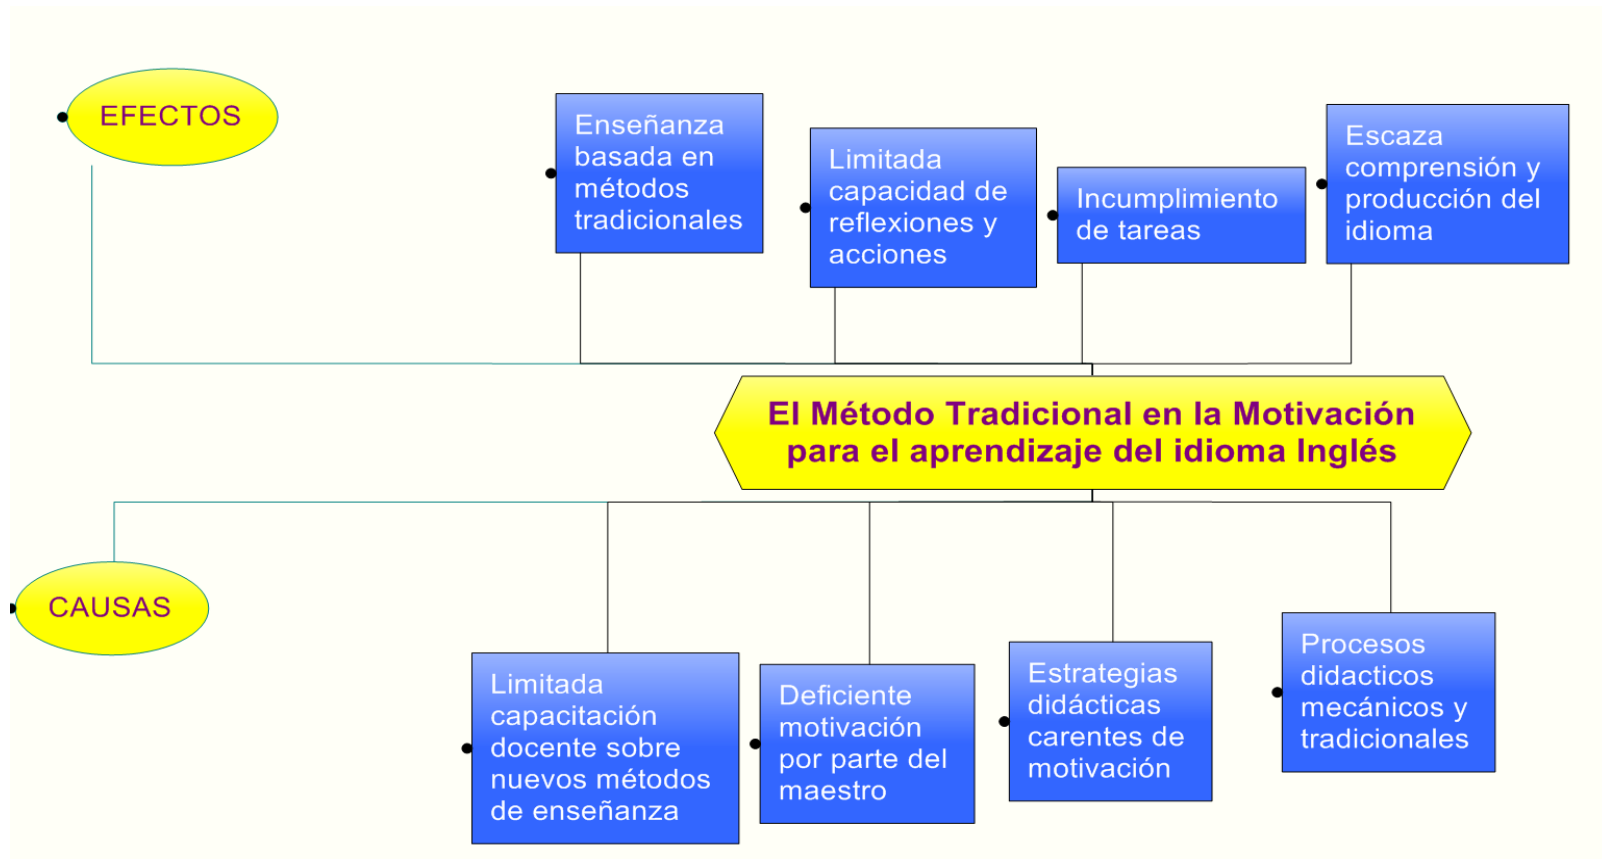 EFECTOS
Enseñanza
basada en
métodos
tradicionales
Limitada
capacidad de
reflexiones y
acciones
Incumplimiento
de tareas
Escaza
comprensión y
producción del
idioma
El Método Tradicional en la Motivación
para el aprendizaje del idioma Inglés
CAUSAS
Limitada
capacitación
docente sobre
nuevos métodos
de enseñanza
Deficiente
motivación
por parte del
maestro
Estrategias
didácticas
carentes de
motivación
Procesos
didacticos
mecánicos y
tradicionales